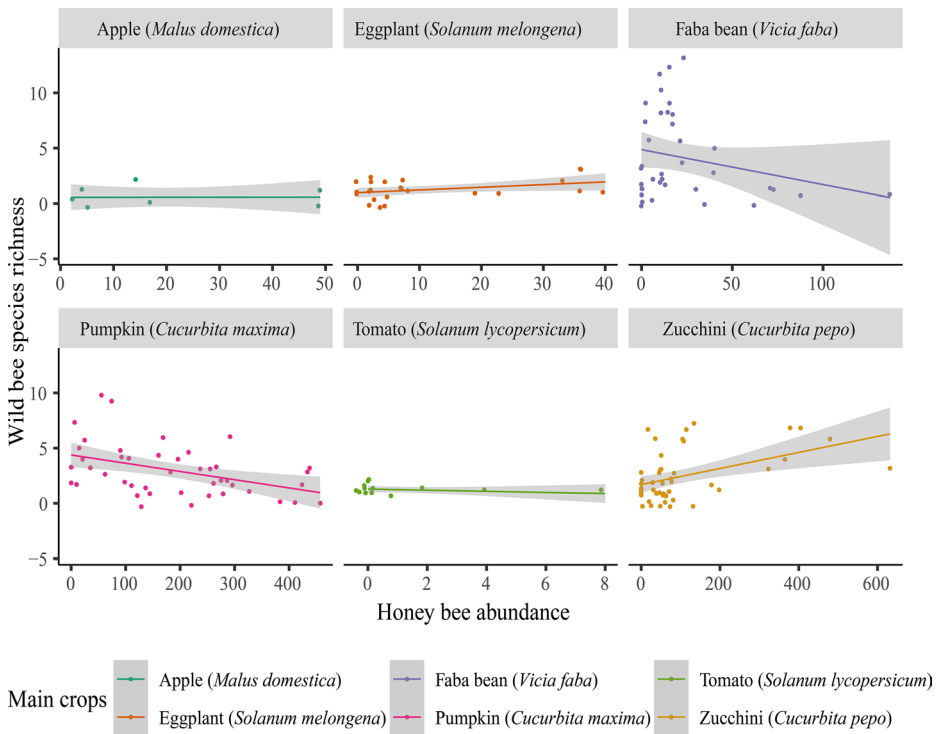 Apple (Malus domestica) Eggplant (Solanum melongena) Faba bean (Vicia faba)
Wild bee species richness
10
5
0
−5
0 10 20 30 40 50 0 10 20 30 40 0 50 100
Pumpkin (Cucurbita maxima) Tomato (Solanum lycopersicum) Zucchini (Cucurbita pepo)
10
5
0
−5
0 100 200 300 400 0 2 4 6 8 0 200 400 600
Honey bee abundance
Main crops
Apple (Malus domestica) Faba bean (Vicia faba) Tomato (Solanum lycopersicum)
Eggplant (Solanum melongena) Pumpkin (Cucurbita maxima) Zucchini (Cucurbita pepo)